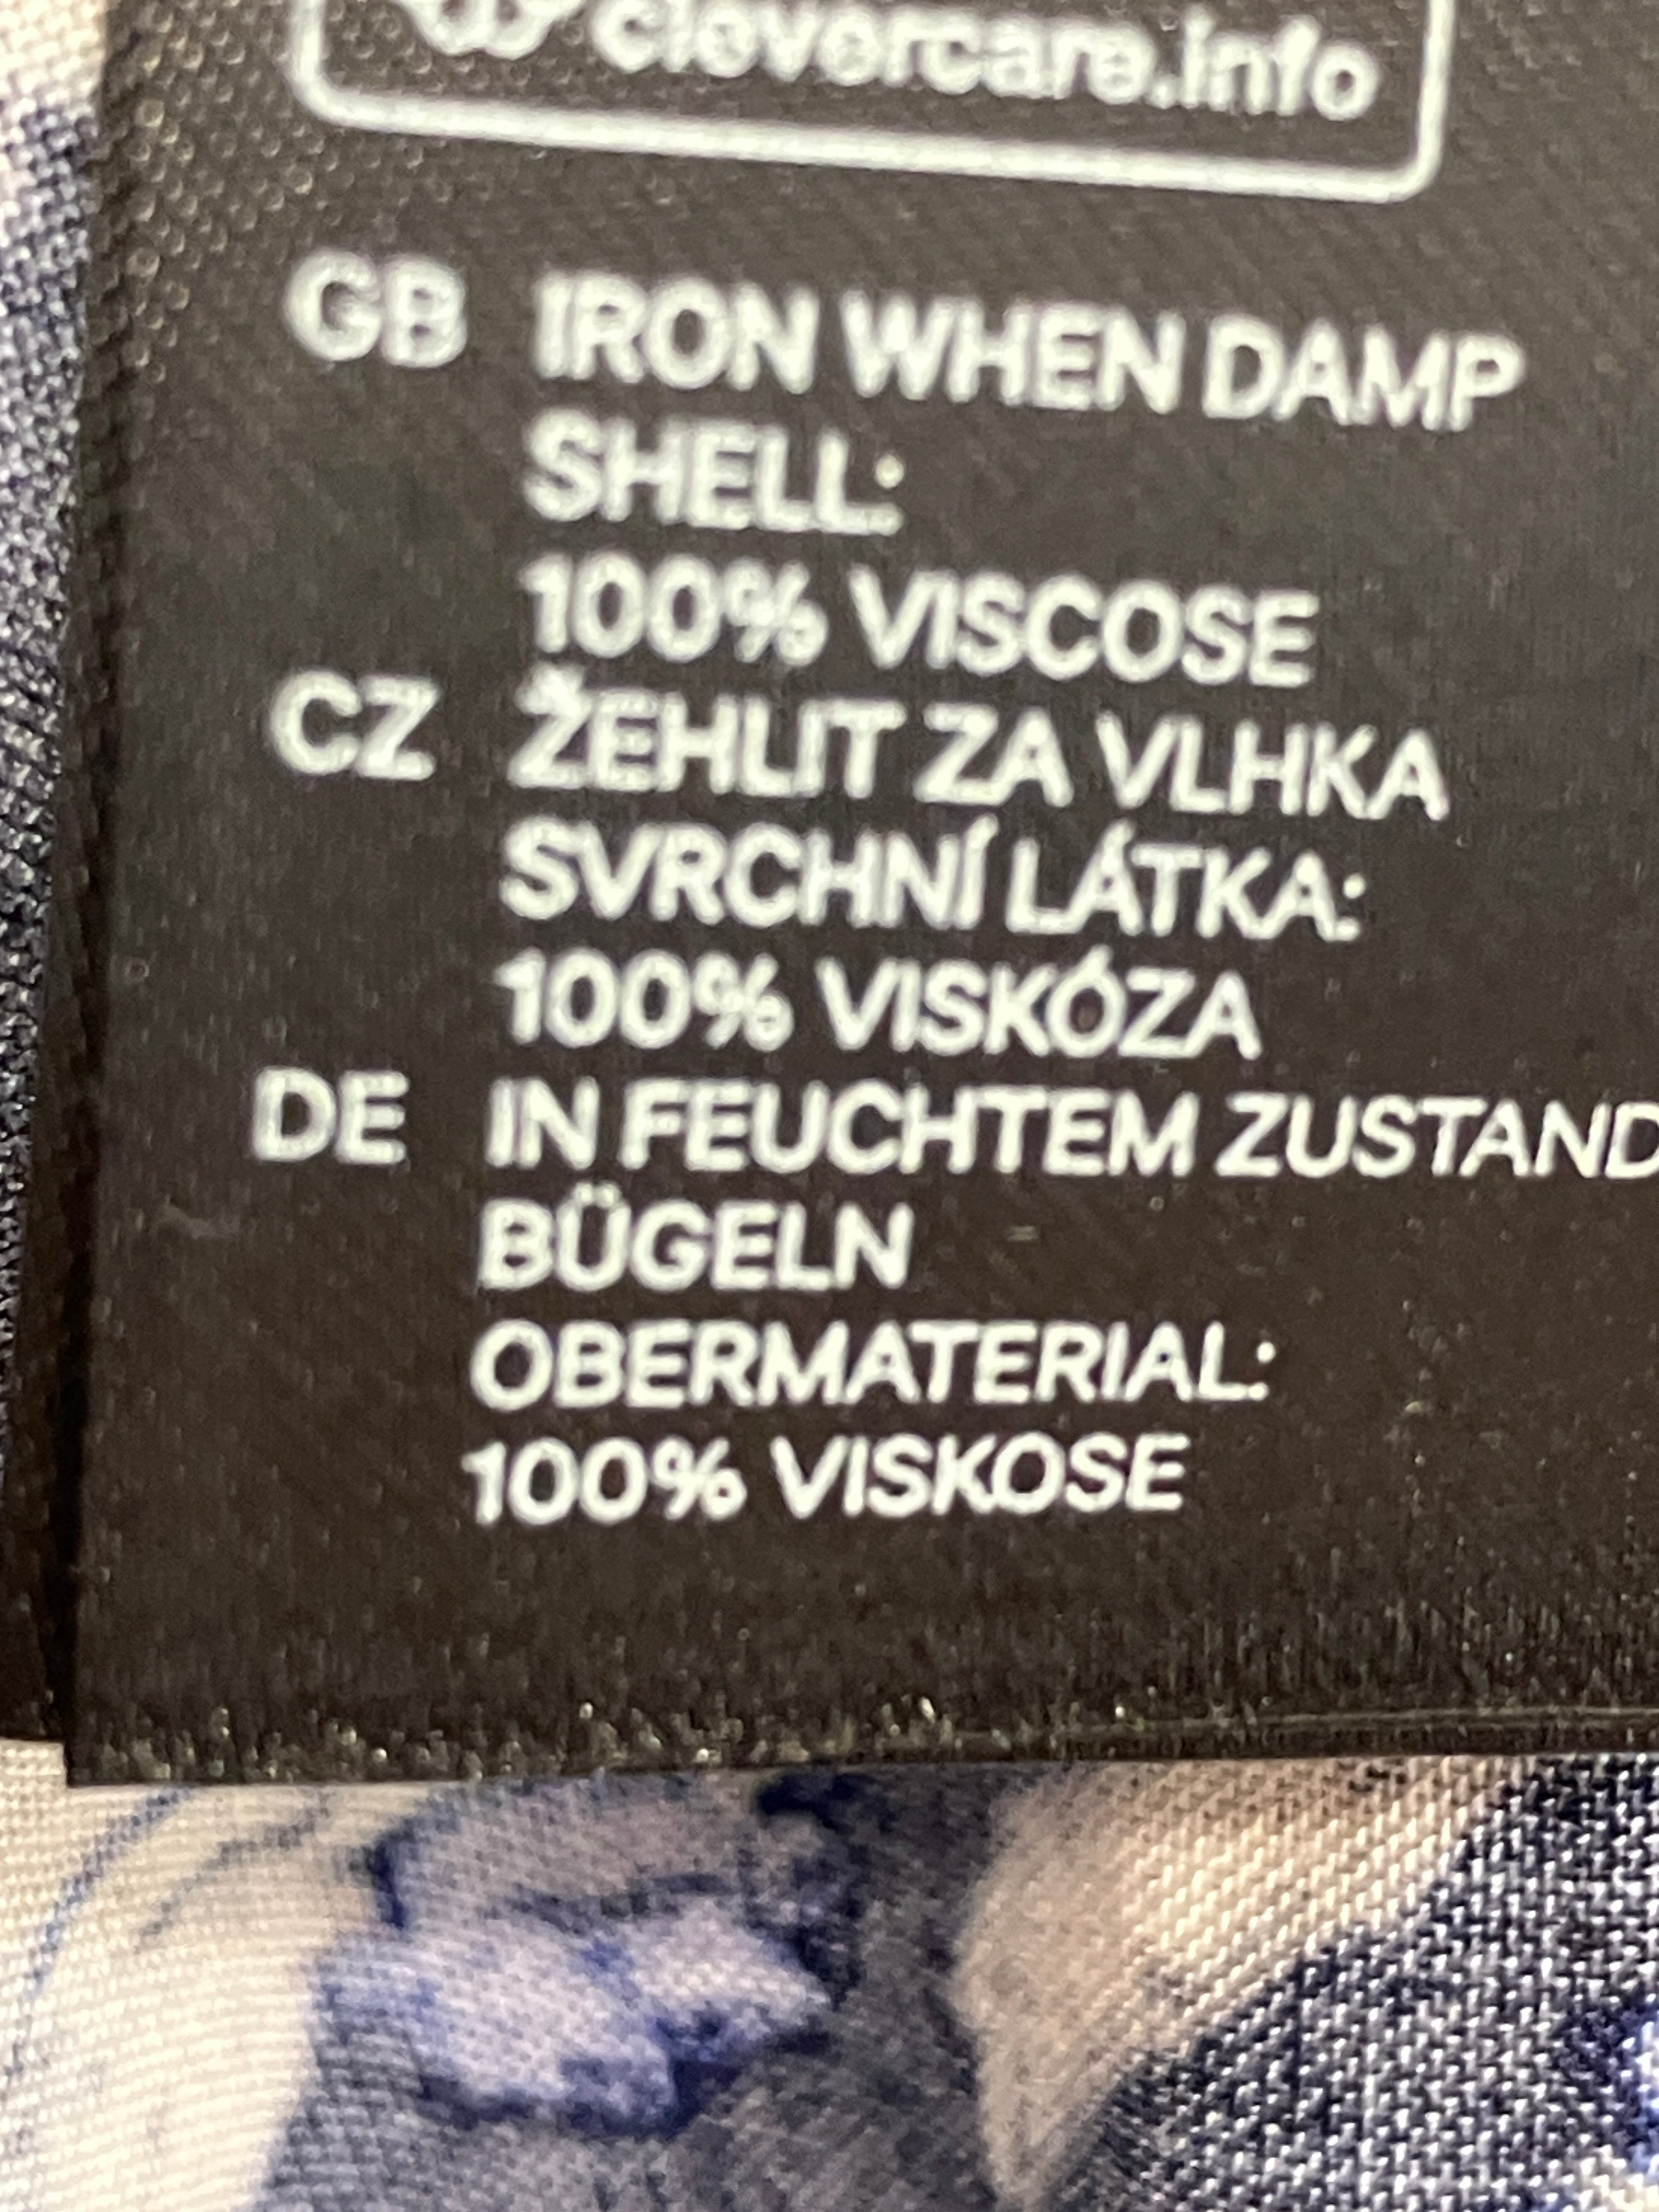 clevercare.info
GB IRON WHEN DAMP
SHELL:
100% VISCOSE
CZ ŽEHLIT ZA VLHKA
SVRCHNÍ LÁTKA:
100% VISKÓZA
DE IN FEUCHTEM ZUSTAND
BÜGELN
OBERMATERIAL:
100% VISKOSE